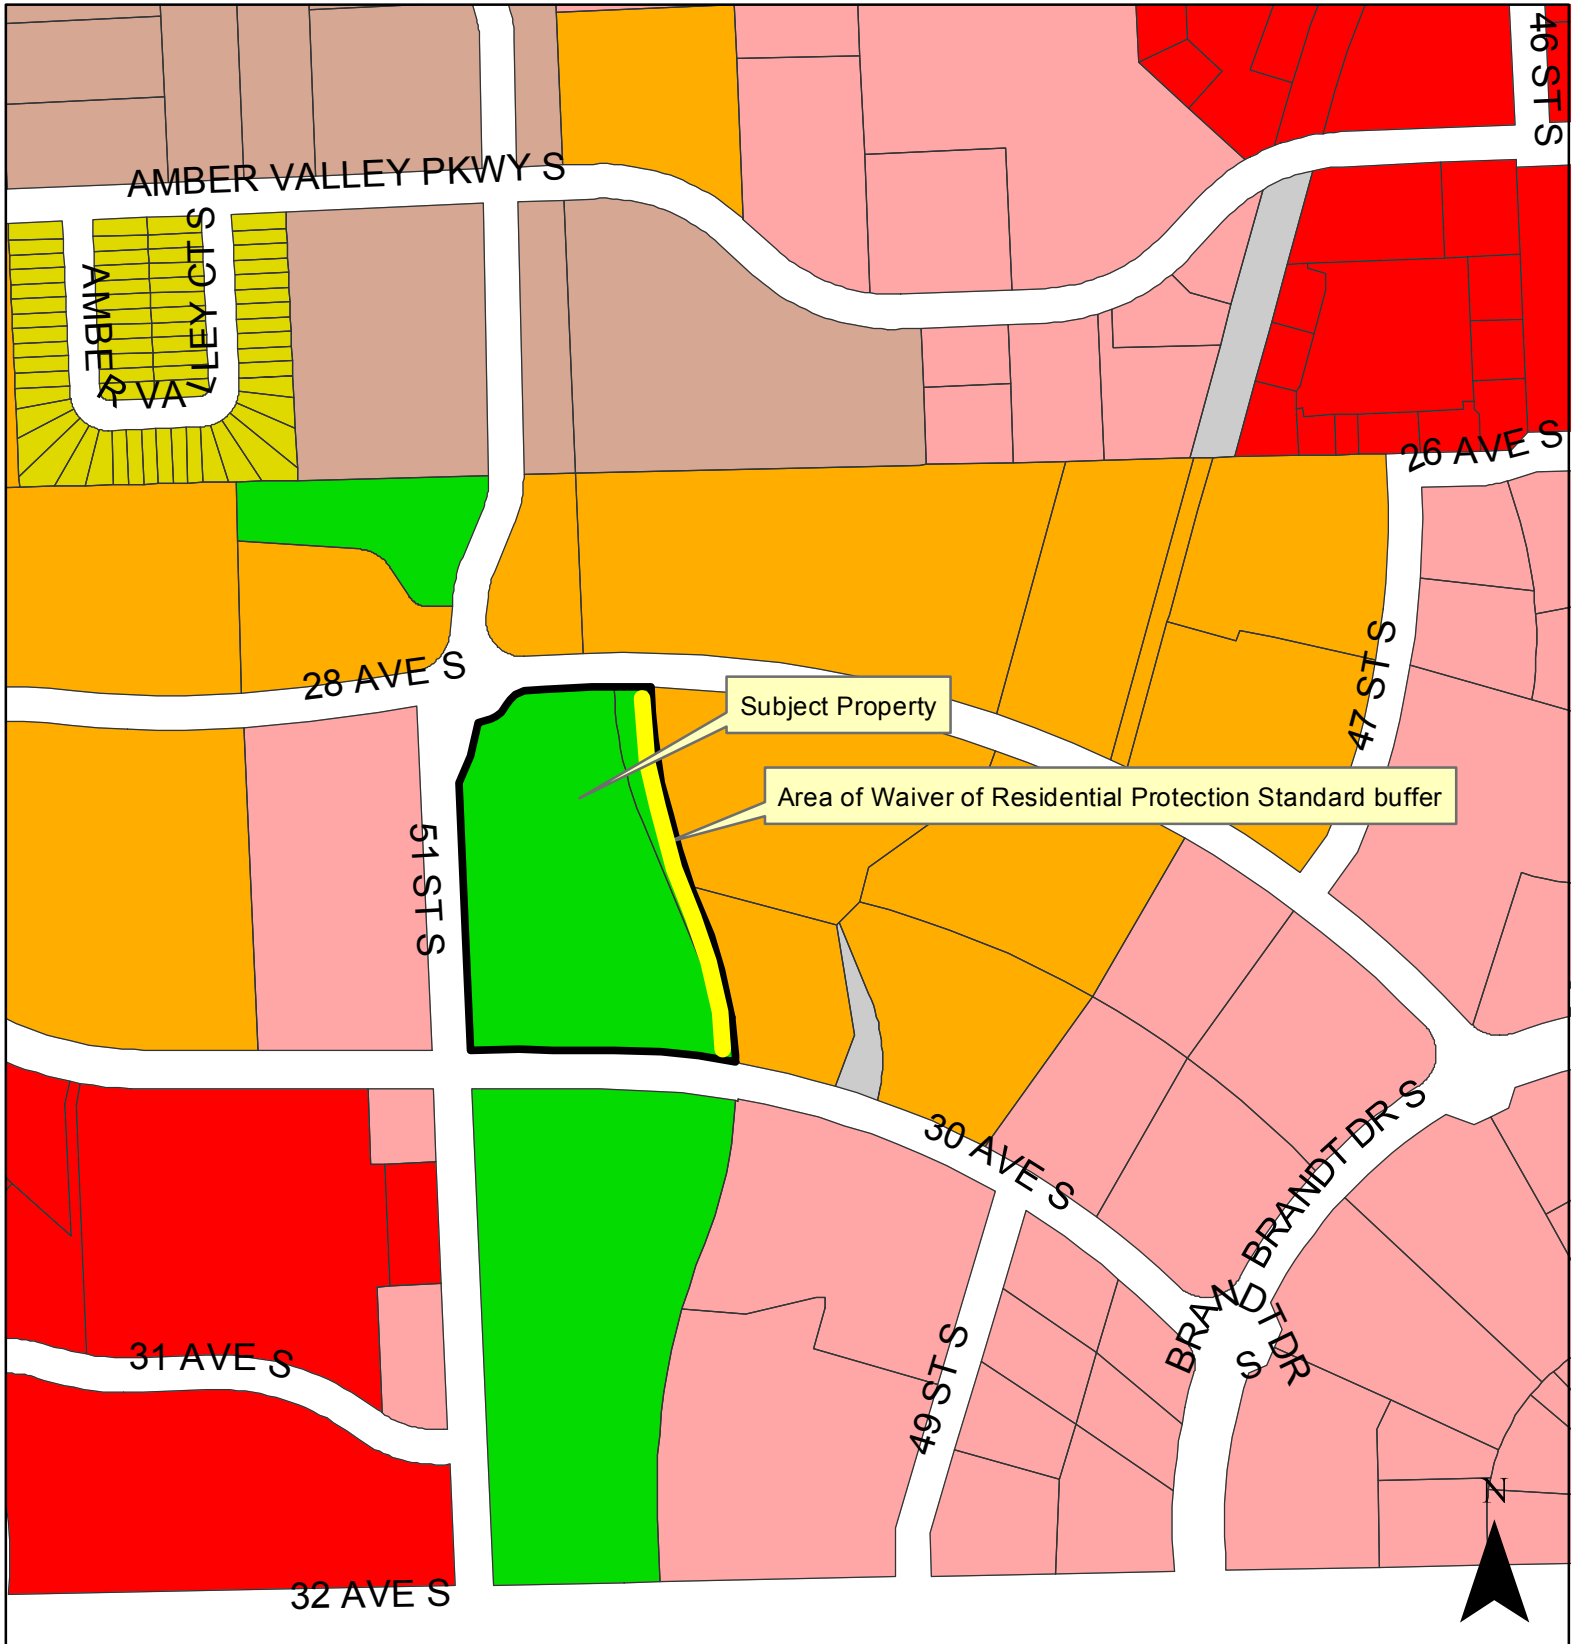 46 ST S
AMBER VALLEY PKWY S
AMBER VALLEY CT S
26 AVE S
28 AVE S
47 ST S
Subject Property
Area of Waiver of Residential Protection Standard buffer
51 ST S
30 AVE S
BRANDT DR S
BRANDT DR S
31 AVE S
49 ST S
N
32 AVE S